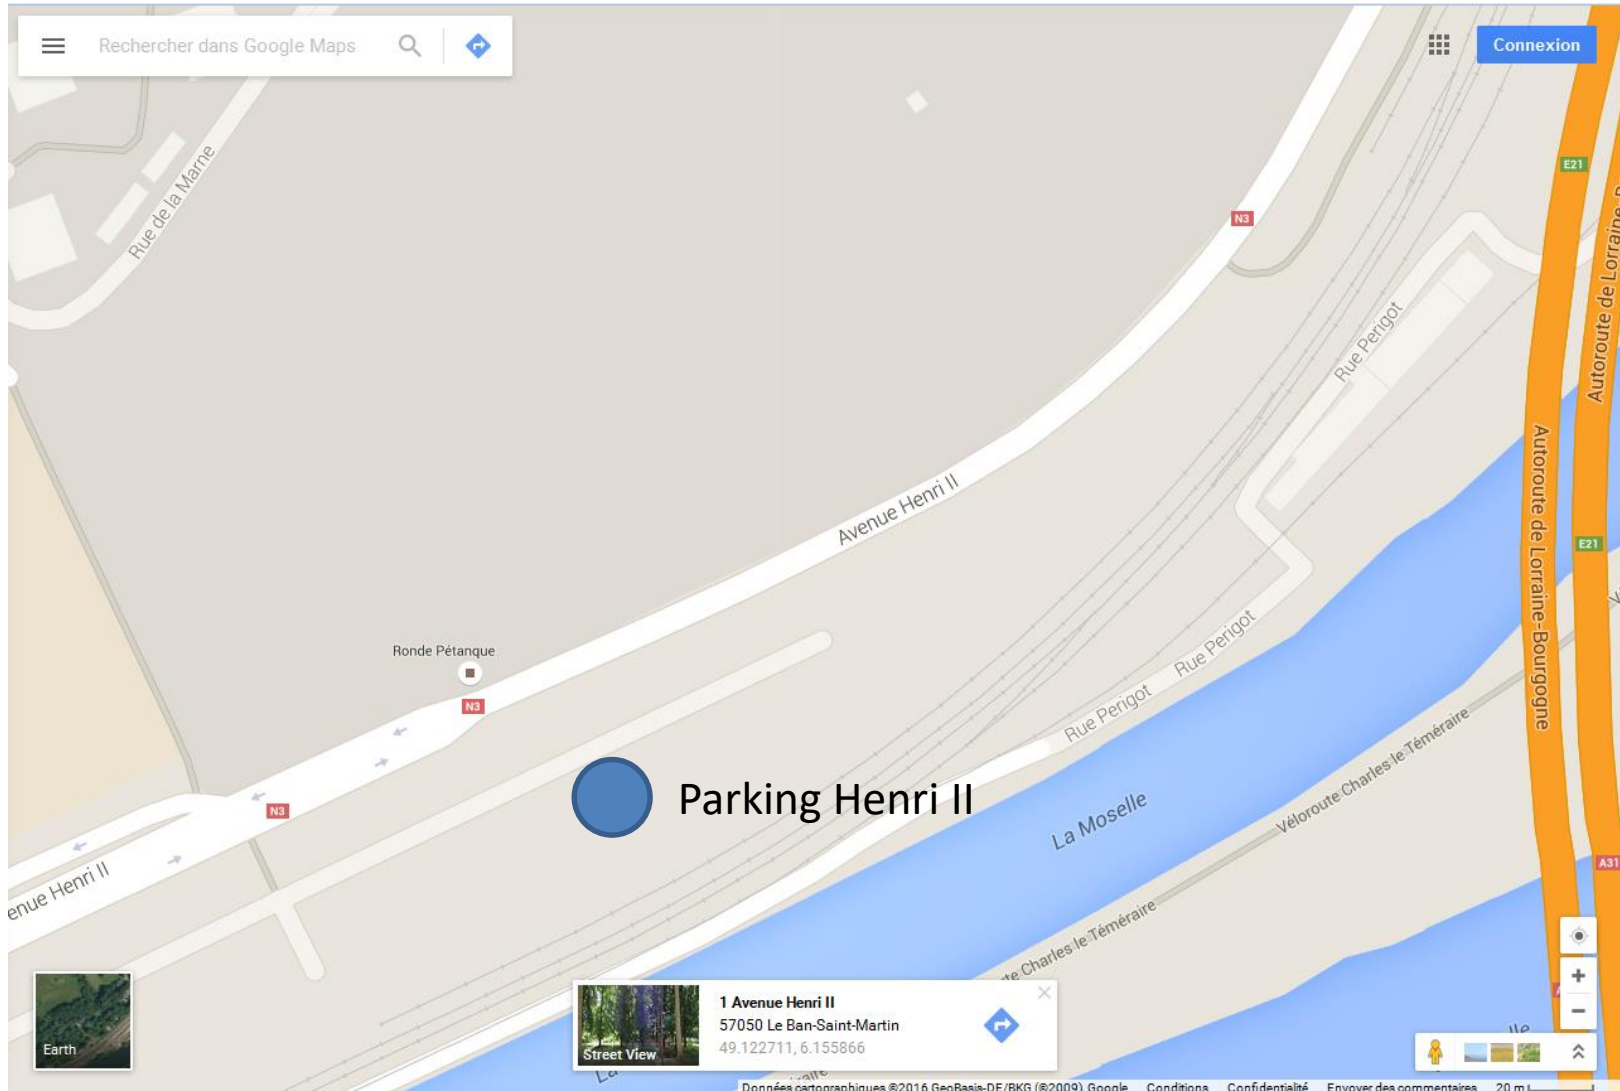 Rechercher dans Google Maps
Connexion
E21
Rue de la Marne
N3
Autoroute de Lorraine-B
Rue Perigot
Autoroute de Lorraine-Bourgogne
Avenue Henri II
E21
Ronde Pétanque
N3
Rue Perigot
Rue Perigot
Véloroute Charles le Téméraire
N3
Parking Henri II
La Moselle
A31
enue Henri II
te Charles le Téméraire
1 Avenue Henri II
57050 Le Ban-Saint-Martin
49.122711, 6.155866
Street View
Earth
Données cartographiques ©2016 GeoBasis-DE/BKG (©2009), Google Conditions Confidentialité Envoyer des commentaires 20 m